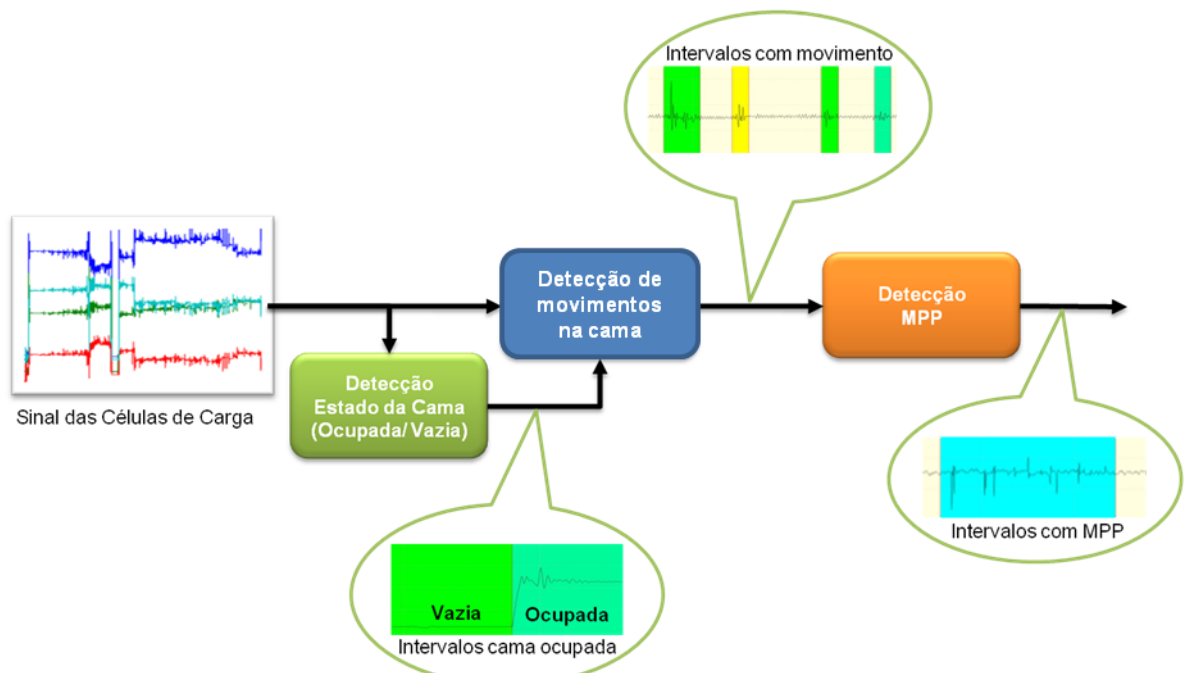 Intervalos com movimento
Sinal das Células de Carga
Detecção
Estado da Cama
(Ocupada/ Vazia)
Detecção de
movimentos
na cama
Detecção
MPP
Vazia Ocupada
Intervalos cama ocupada
Intervalos com MPP